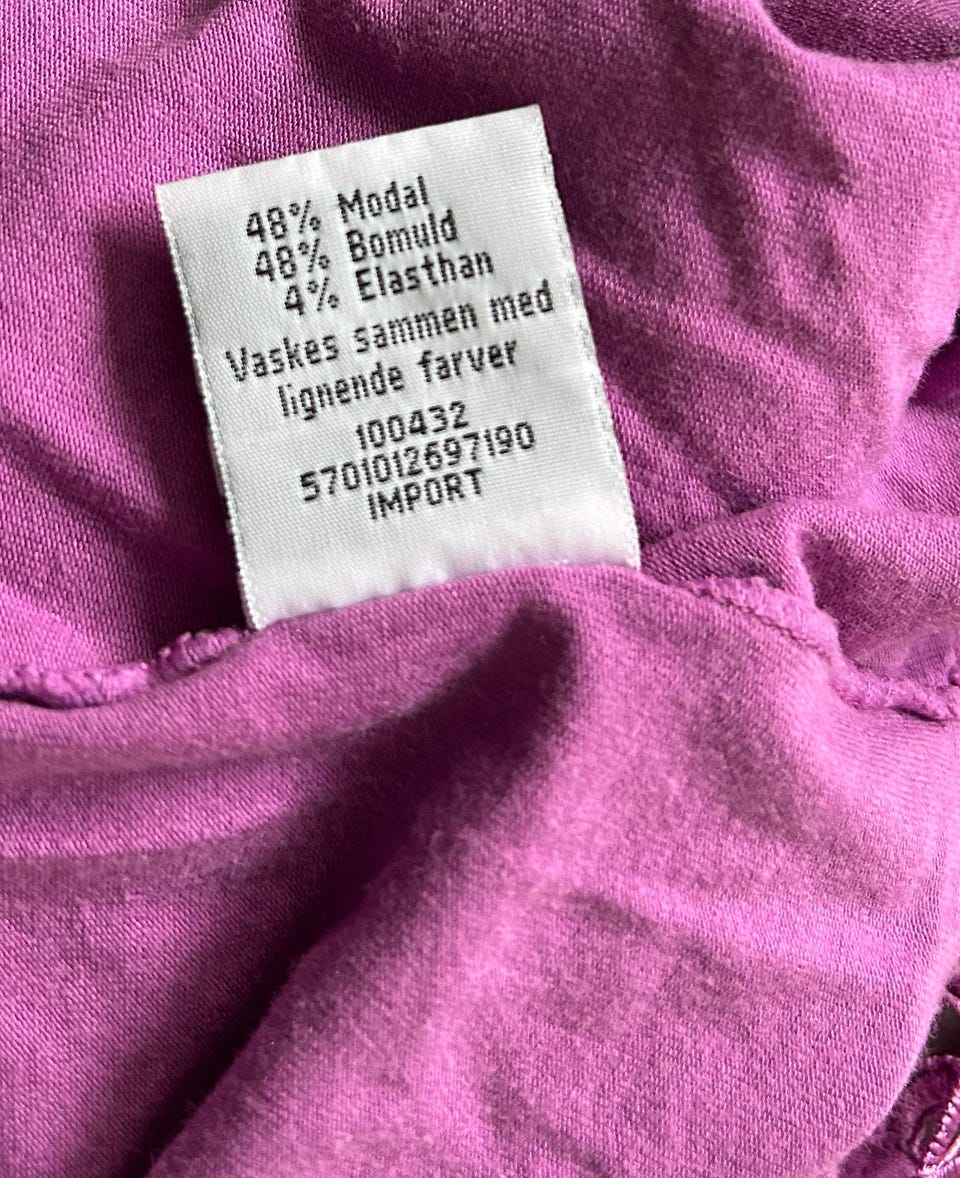 48% Modal
48% Bomuld
4% Elasthan
Vaskes sammen med
lignende farver
100432
5701012697190
IMPORT